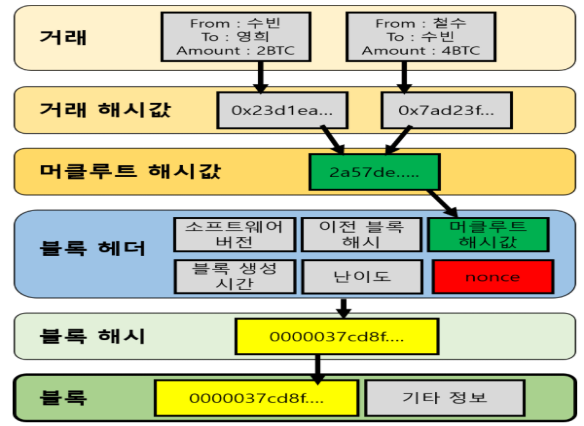 거래
From : 수빈
To : 영희
Amount : 2BTC
From : 철수
To : 수빈
Amount : 4BTC
거래 해시값
0x23d1ea...
0x7ad23f...
머클루트 해시값
2a57de.....
블록 헤더
소프트웨어
버전
이전 블록
해시
머클루트
해시값
블록 생성
시간
난이도
nonce
블록 해시
0000037cd8f....
블록
0000037cd8f....
기타 정보